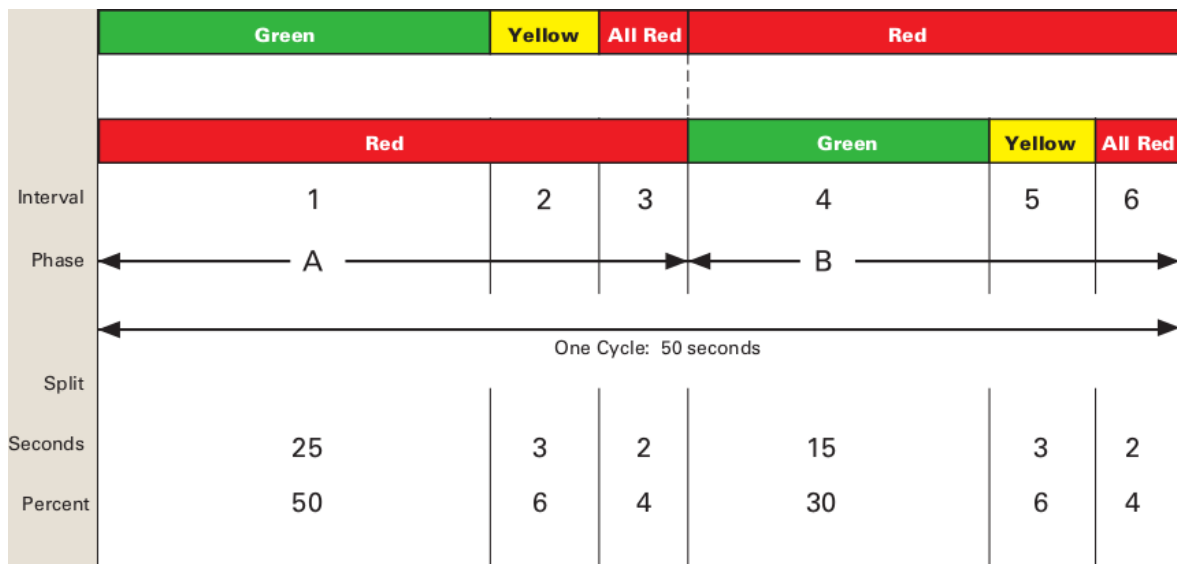 Green Yellow All Red Red
Red Green Yellow All Red
Interval 1 2 3 4 5 6
Phase A B
One Cycle: 50 seconds
Split
Seconds 25 3 2 15 3 2
Percent 50 6 4 30 6 4